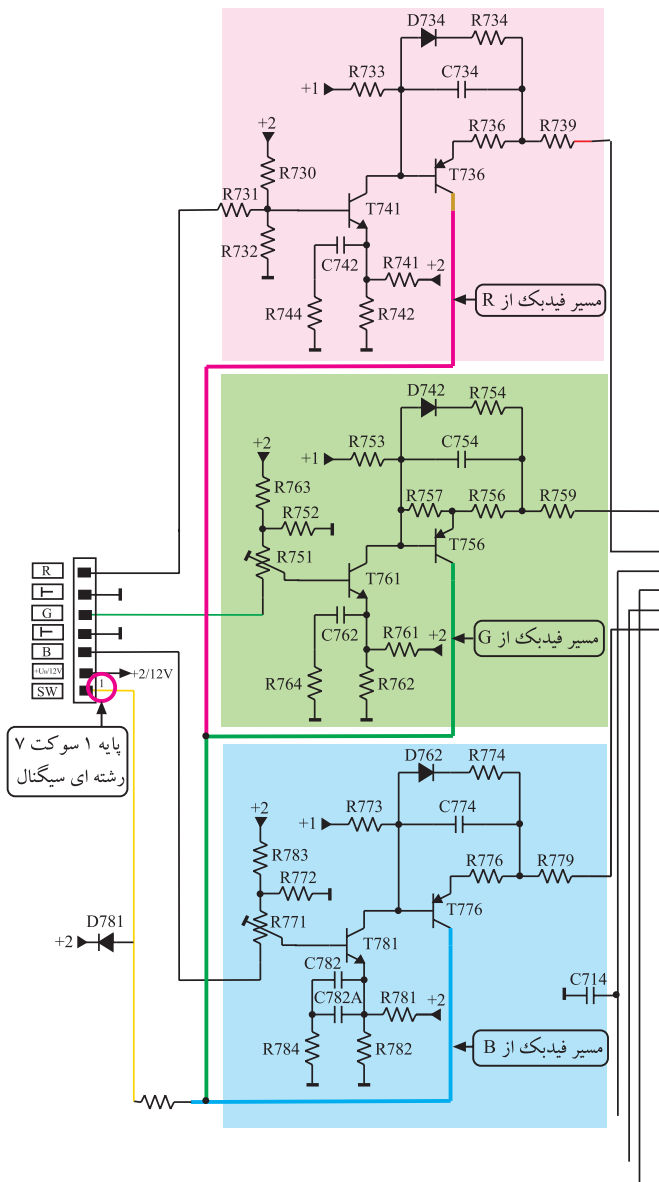 D734
R734
R733
+1
C734
+2
R736
R739
R730
R731
T736
T741
R732
C742
R741
+2
مسیر فیدبک از R
R744
R742
D742
R754
R753
+1
C754
+2
R763
R757
R756
R759
R752
R751
T756
T761
R
T
G
C762
R761
+2
مسیر فیدبک از G
T
B
+Uв/12V
+2/12V
R764
R762
SW
1
پایه ۱ سوکت ۷
رشته ای سیگنال
D762
R774
R773
+1
C774
+2
R783
R776
R779
R772
R771
T776
D781
+2
T781
C782
C714
C782A
R781
+2
R784
R782
مسیر فیدبک از B